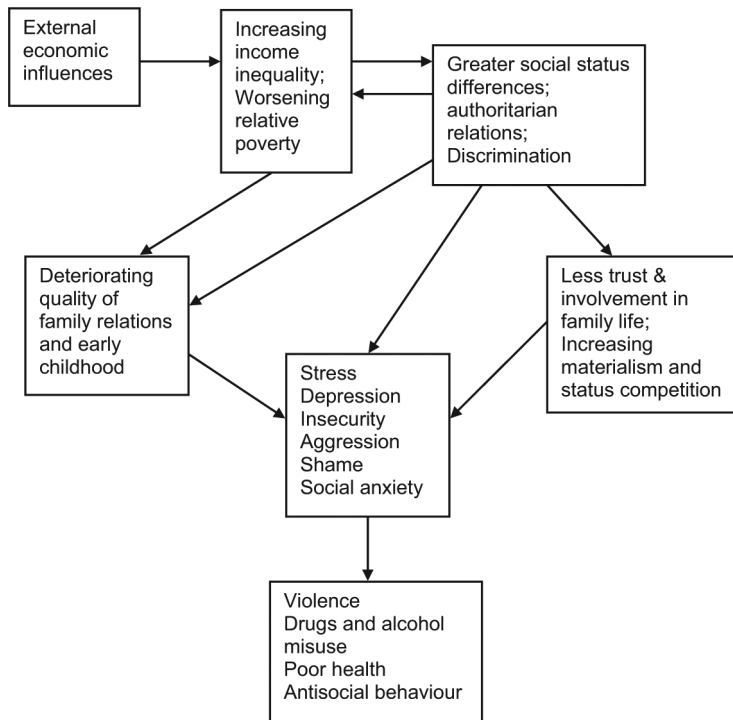 External
economic
influences
Increasing
income
inequality;
Worsening
relative
poverty
Greater social status
differences;
authoritarian
relations;
Discrimination
Deteriorating
quality of
family relations
and early
childhood
Less trust &
involvement in
family life;
Increasing
materialism and
status competition
Stress
Depression
Insecurity
Aggression
Shame
Social anxiety
Violence
Drugs and alcohol
misuse
Poor health
Antisocial behaviour